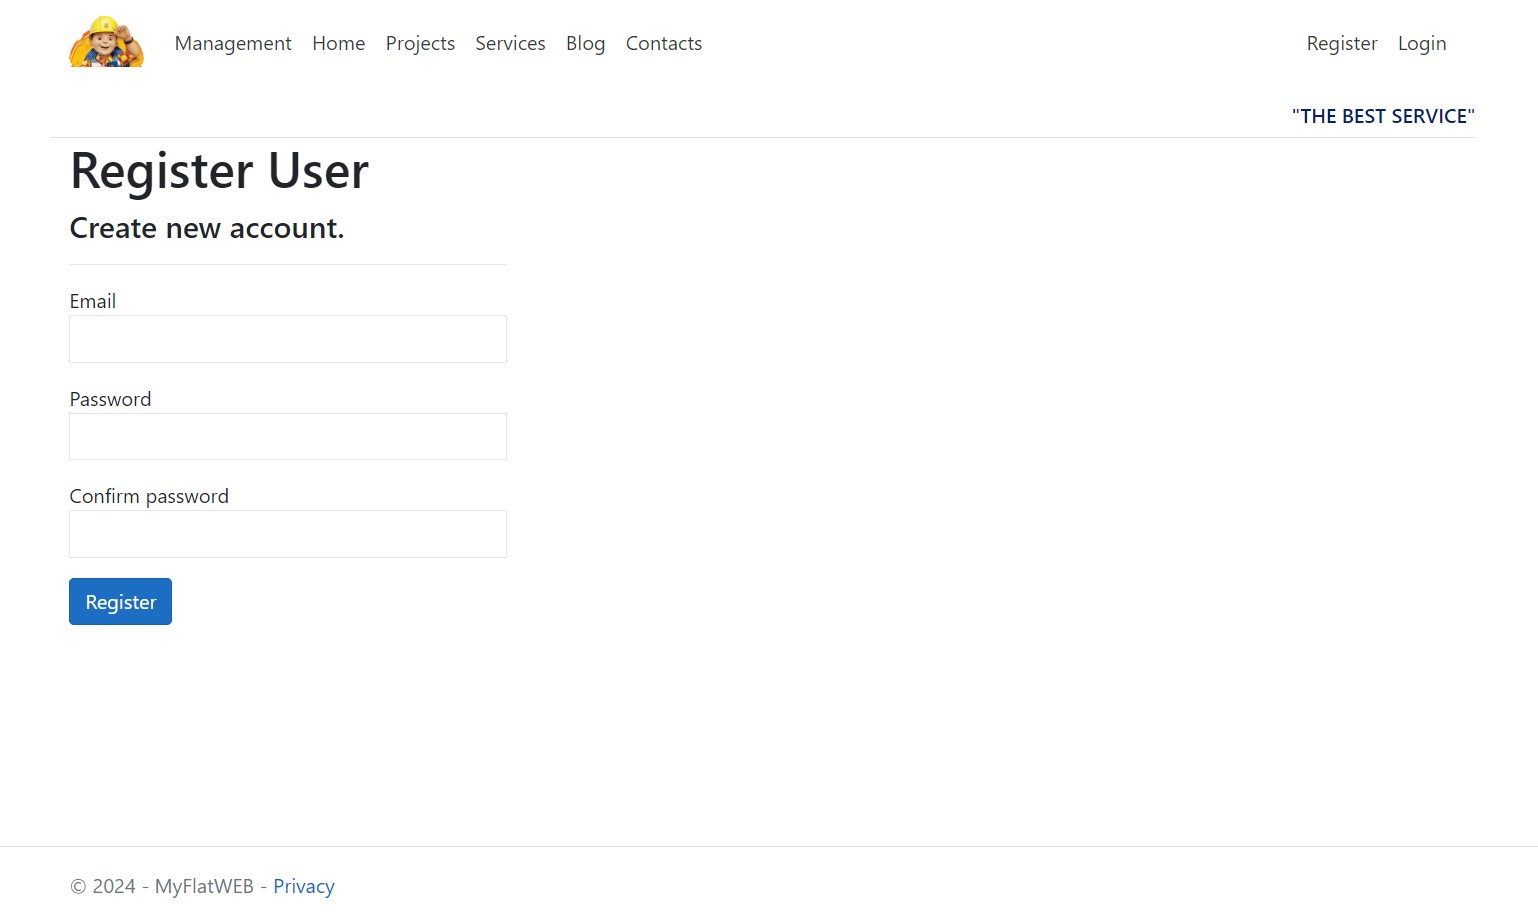 Management Home Projects Services Blog Contacts Register Login
"THE BEST SERVICE"
Register User
Create new account.
Email
Password
Confirm password
Register
© 2024 - MyFlatWEB - Privacy